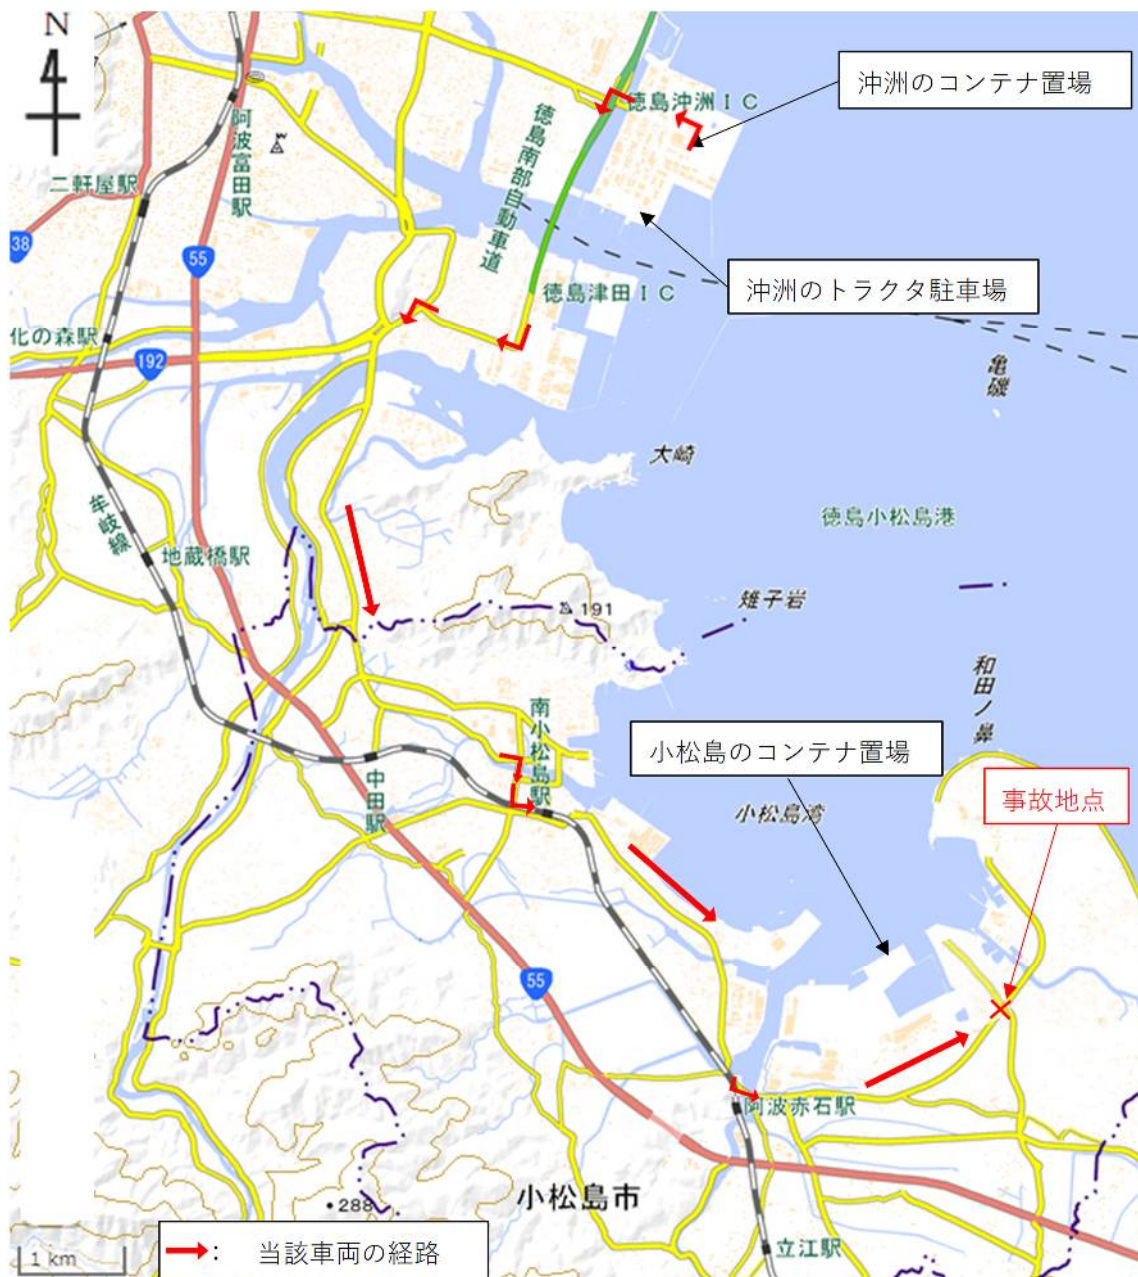 N
沖洲のコンテナ置場
徳島沖洲ＩＣ
徳島南部自動車道
阿波富田駅
二軒屋駅
38
55
沖洲のトラクタ駐車場
徳島津田ＩＣ
化の森駅
192
亀磯
大崎
牟岐線
徳島小松島港
地蔵橋駅
雉子岩
191
和田ノ鼻
南小松島駅
小松島のコンテナ置場
中田駅
事故地点
小松島湾
55
阿波赤石駅
小松島市
288
立江駅
1 km
： 当該車両の経路